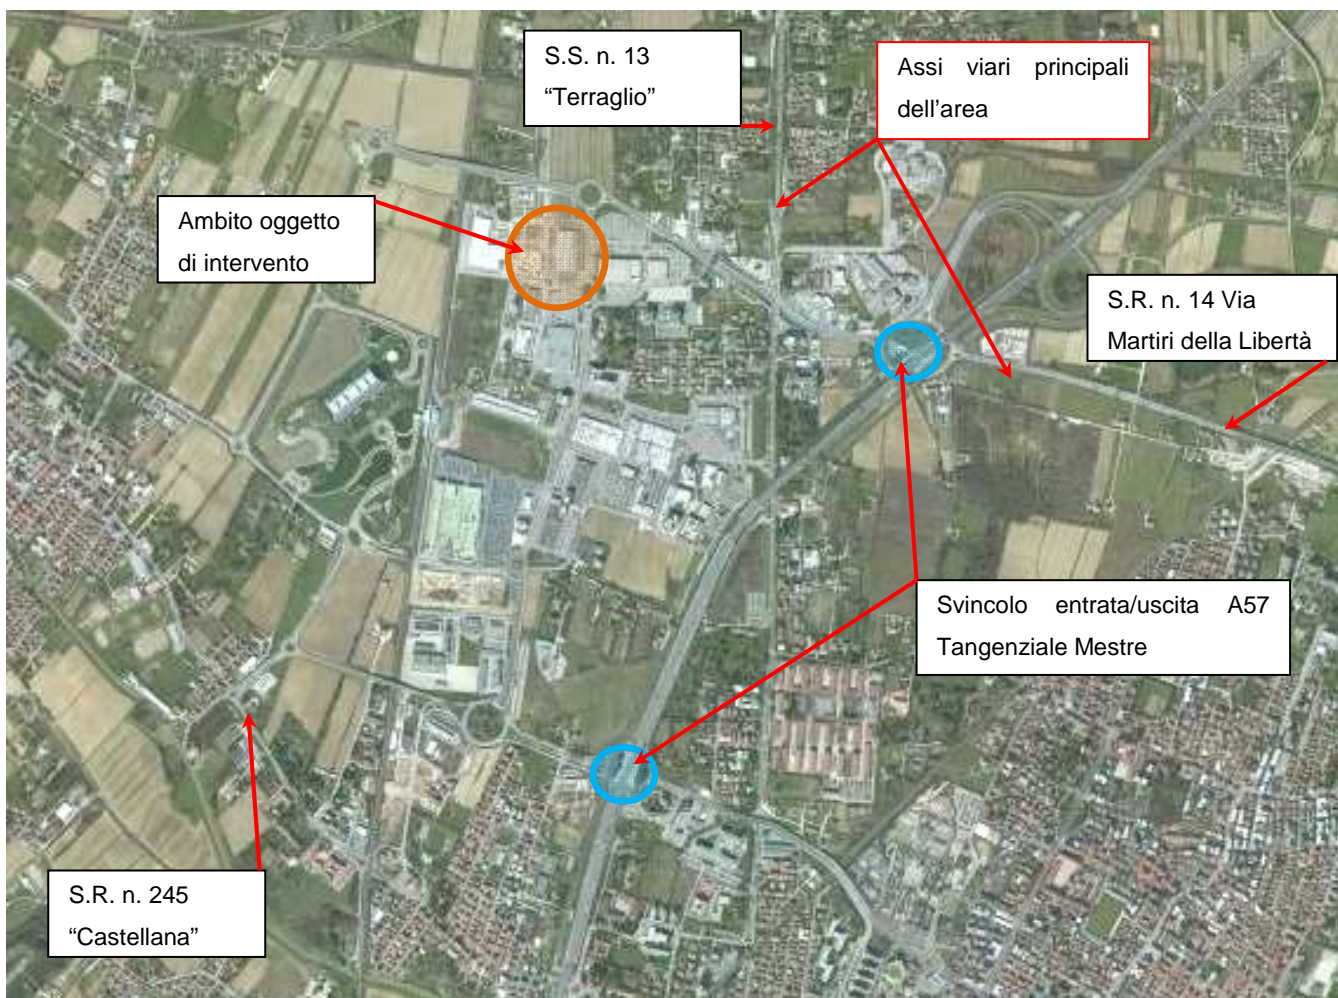 S.S. n. 13
“Terraglio”
Assi viari principali
dell’area
Ambito oggetto
di intervento
S.R. n. 14 Via
Martiri della Libertà
Svincolo entrata/uscita A57
Tangenziale Mestre
S.R. n. 245
“Castellana”